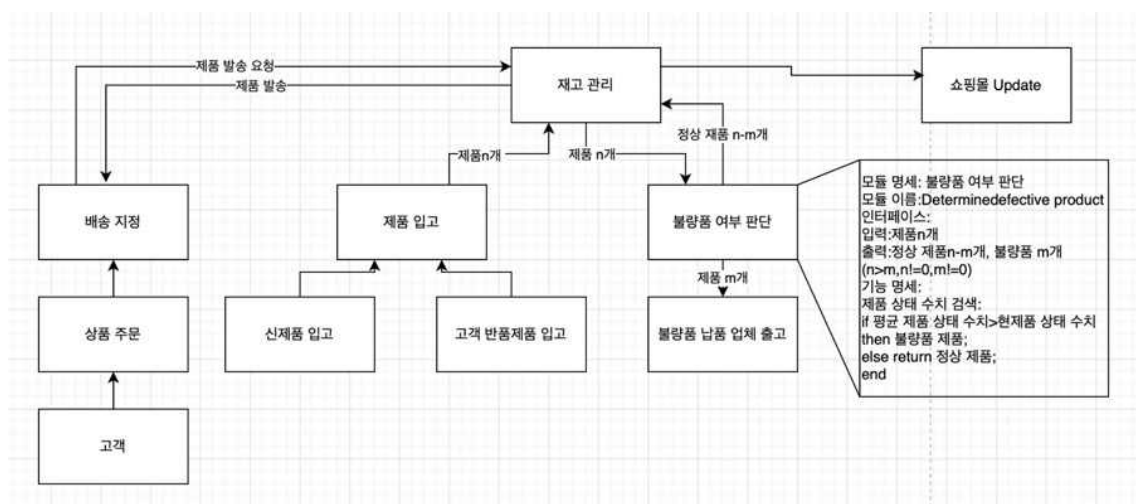 제품 발송 요청
제품 발송
재고 관리
쇼핑몰 Update
정상 재품 n-m개
제품n개
제품 n개
배송 지정
제품 입고
불량품 여부 판단
제품 m개
상품 주문
신제품 입고
고객 반품제품 입고
불량품 납품 업체 출고
고객
모듈 명세: 불량품 여부 판단
모듈 이름:Determinedefective product
인터페이스:
입력:제품n개
출력:정상 제품n-m개, 불량품 m개
(n>m,n!=0,m!=0)
기능 명세:
제품 상태 수치 검색:
if 평균 제품 상태 수치>현제품 상태 수치
then 불량품 제품;
else return 정상 제품;
end